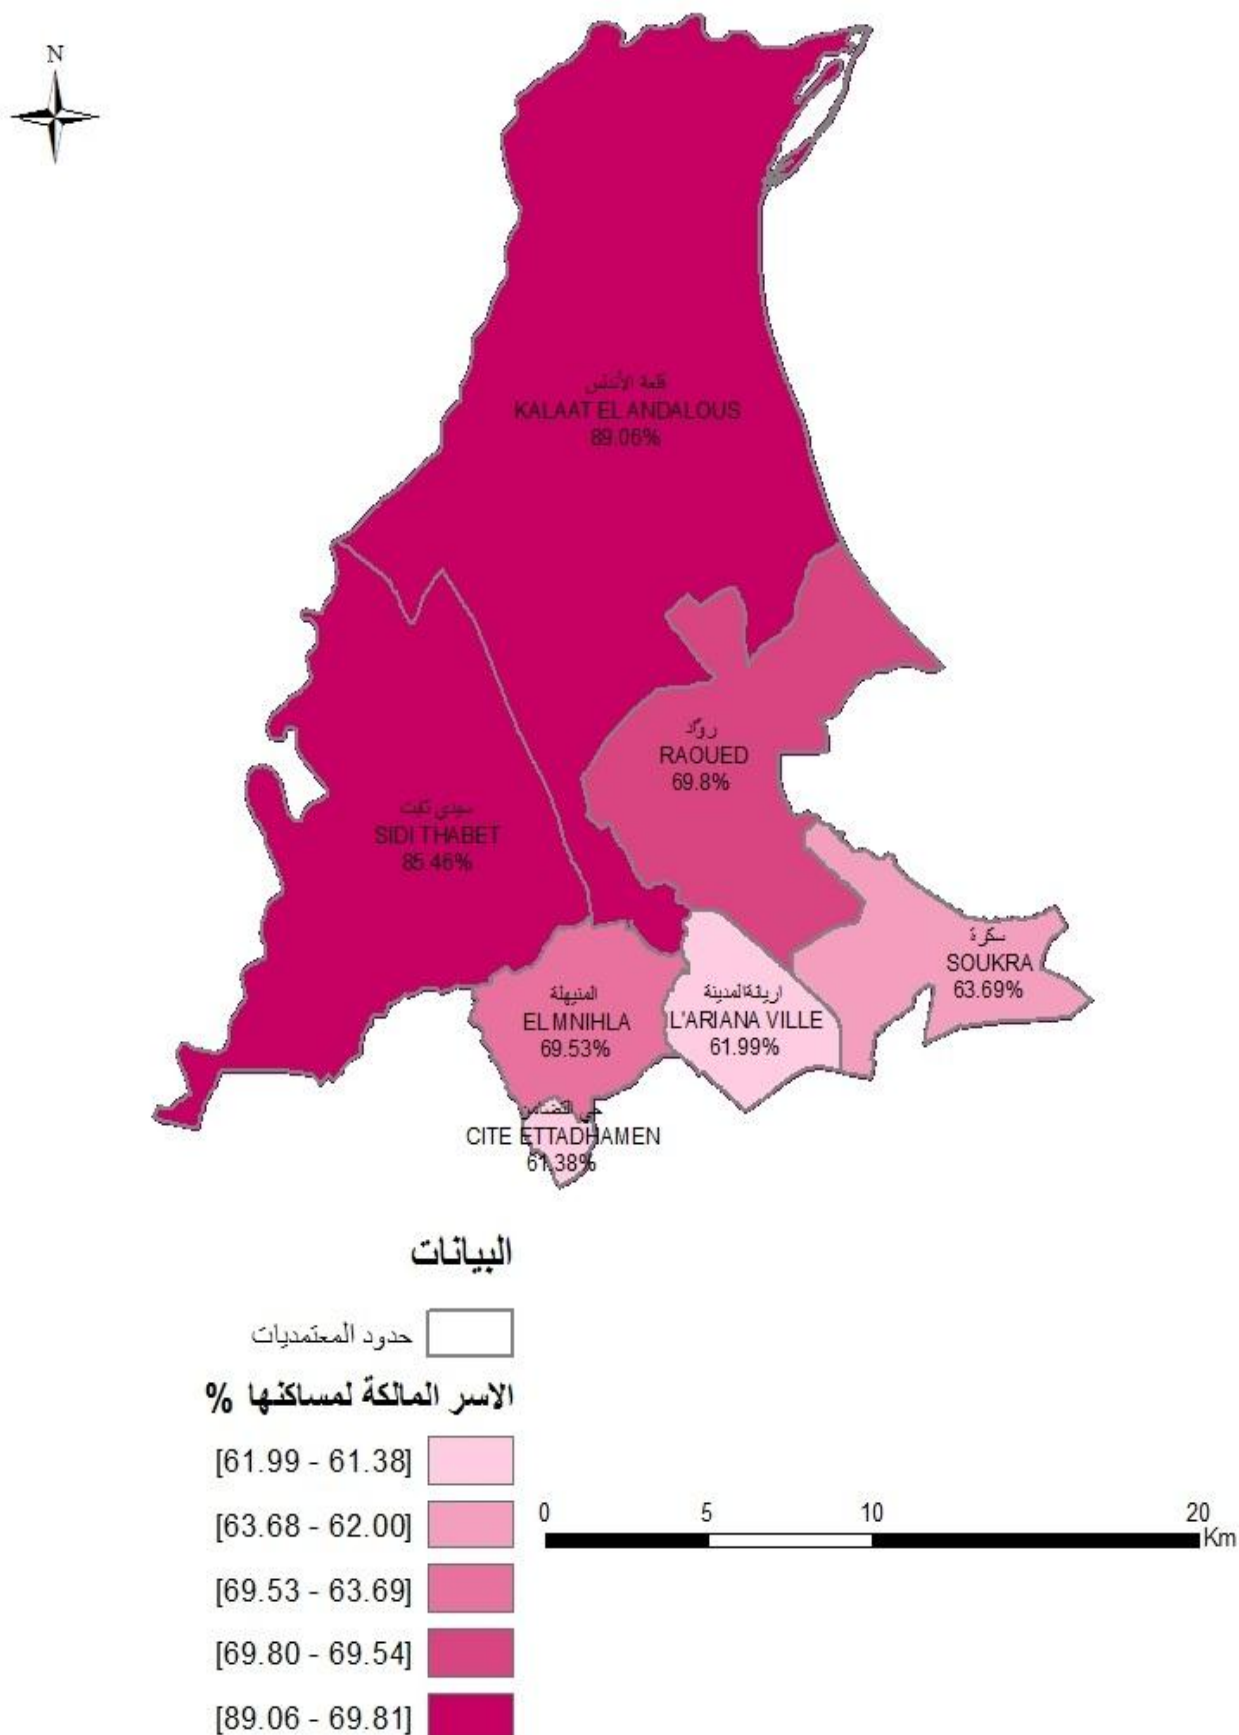 N
قلعة الأندلس
KALAAT EL ANDALOUS
89.06%
روّاد
RAOUED
69.8%
سيدي ثابت
SIDI THABET
85.46%
سكرة
SOUKRA
63.69%
المنيهلة
EL MNIHLA
69.53%
اريانةالمدينة
L'ARIANA VILLE
61.99%
حي التضامن
CITE ETTADHAMEN
61.38%
البيانات
حدود المعتمديات
الاسر المالكة لمساكنها %
[61.99 - 61.38]
[63.68 - 62.00]
[69.53 - 63.69]
[69.80 - 69.54]
[89.06 - 69.81]
0 5 10 20
Km